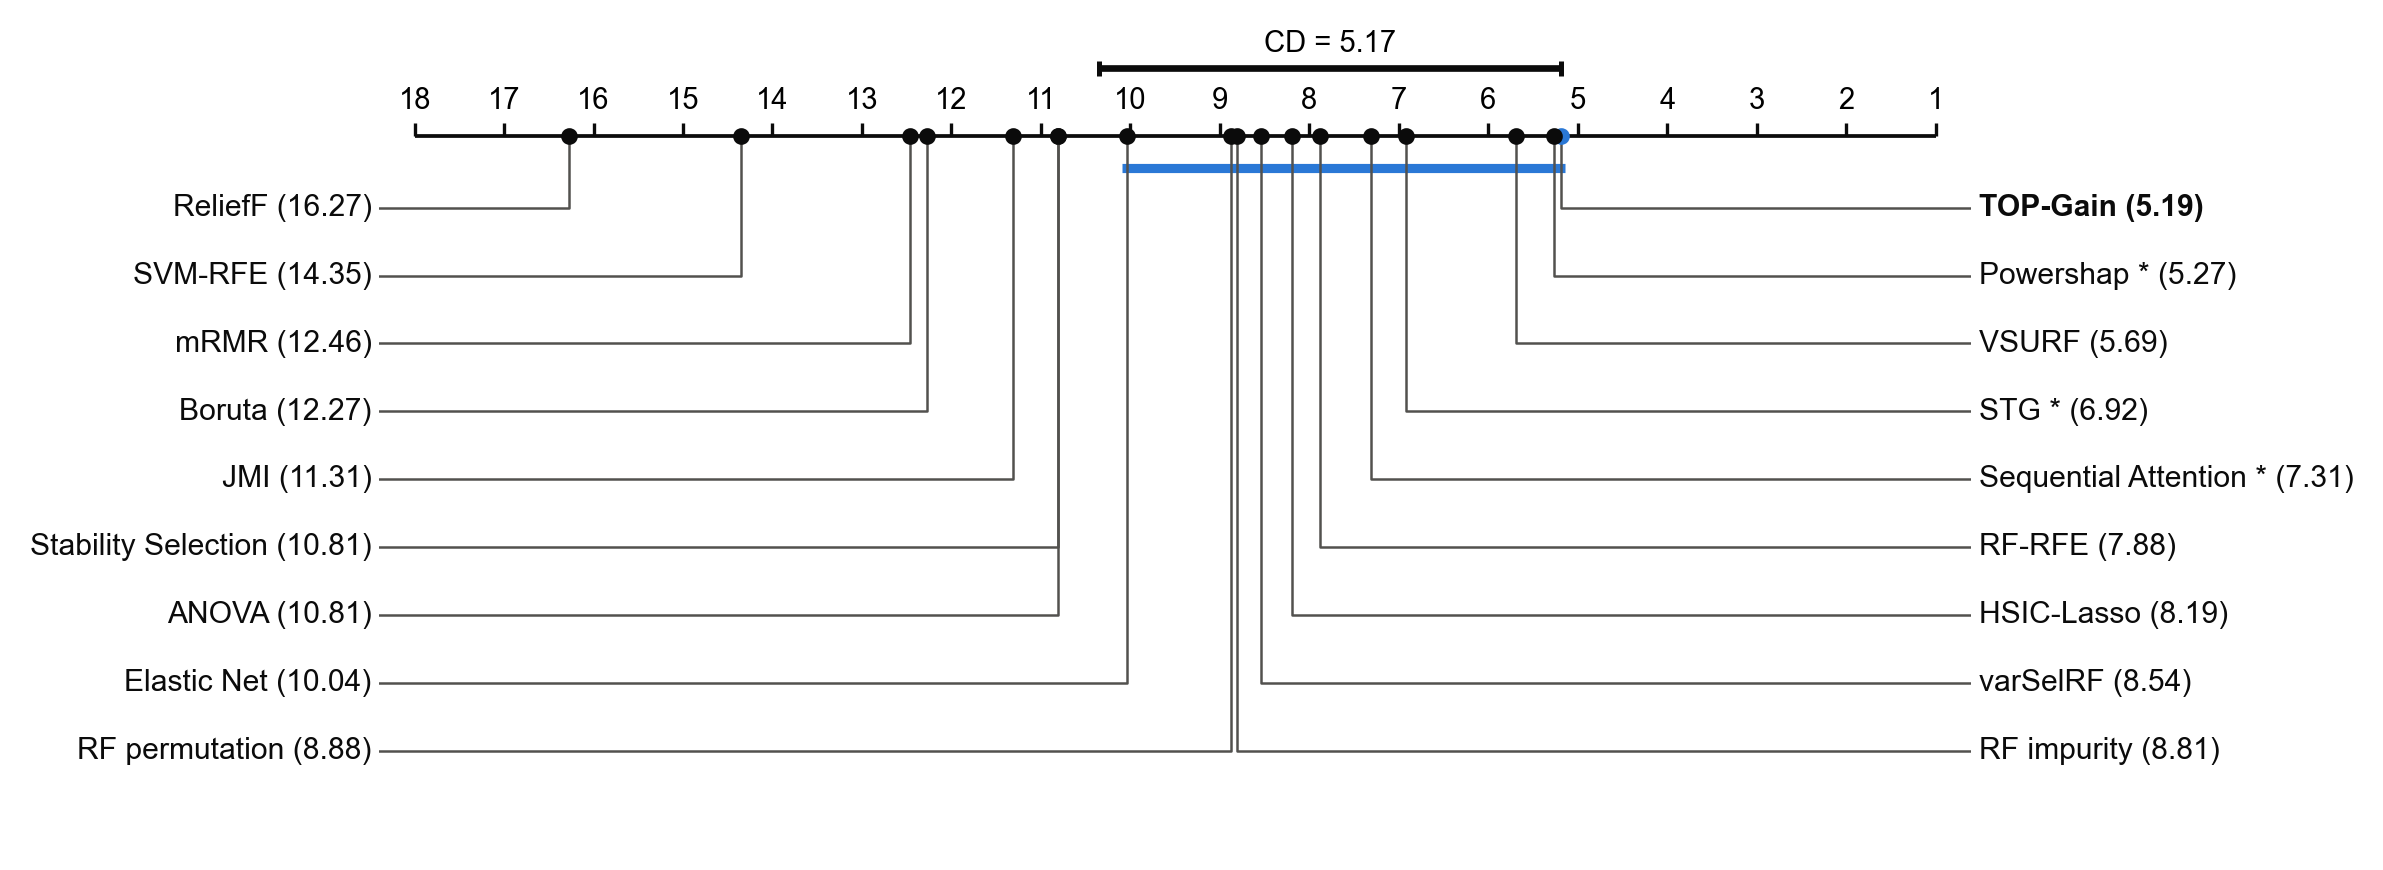 CD = 5.17
18 17 16 15 14 13 12 11 10 9 8 7 6 5 4 3 2 1
ReliefF (16.27)
SVM-RFE (14.35)
mRMR (12.46)
Boruta (12.27)
JMI (11.31)
Stability Selection (10.81)
ANOVA (10.81)
Elastic Net (10.04)
RF permutation (8.88)
TOP-Gain (5.19)
Powershap * (5.27)
VSURF (5.69)
STG * (6.92)
Sequential Attention * (7.31)
RF-RFE (7.88)
HSIC-Lasso (8.19)
varSelRF (8.54)
RF impurity (8.81)